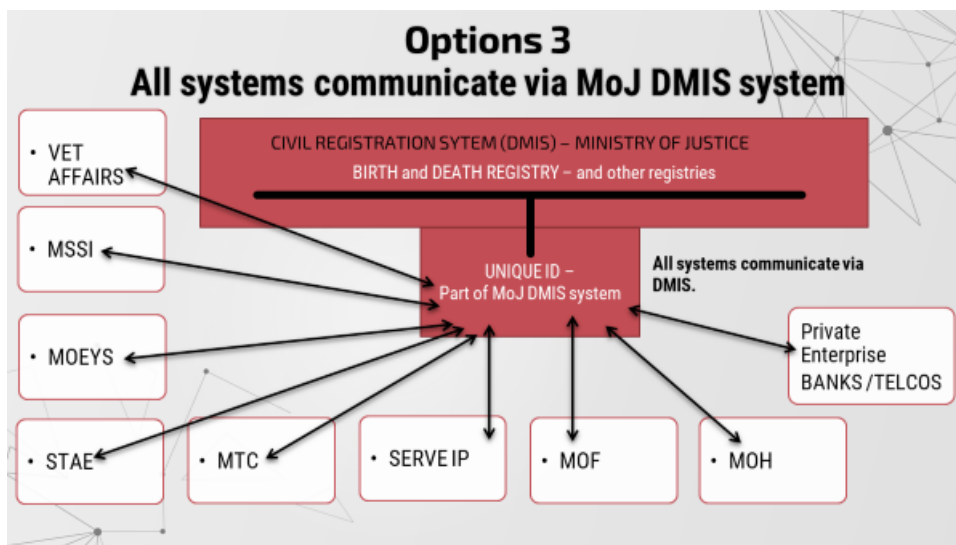 Options 3
All systems communicate via MoJ DMIS system
CIVIL REGISTRATION SYTEM (DMIS) – MINISTRY OF JUSTICE
BIRTH and DEATH REGISTRY – and other registries
UNIQUE ID –
Part of MoJ DMIS system
All systems communicate via
DMIS.
• VET
AFFAIRS
• MSSI
• MOEYS
• STAE
• MTC
• SERVE IP
• MOF
• MOH
Private
Enterprise
BANKS /TELCOS